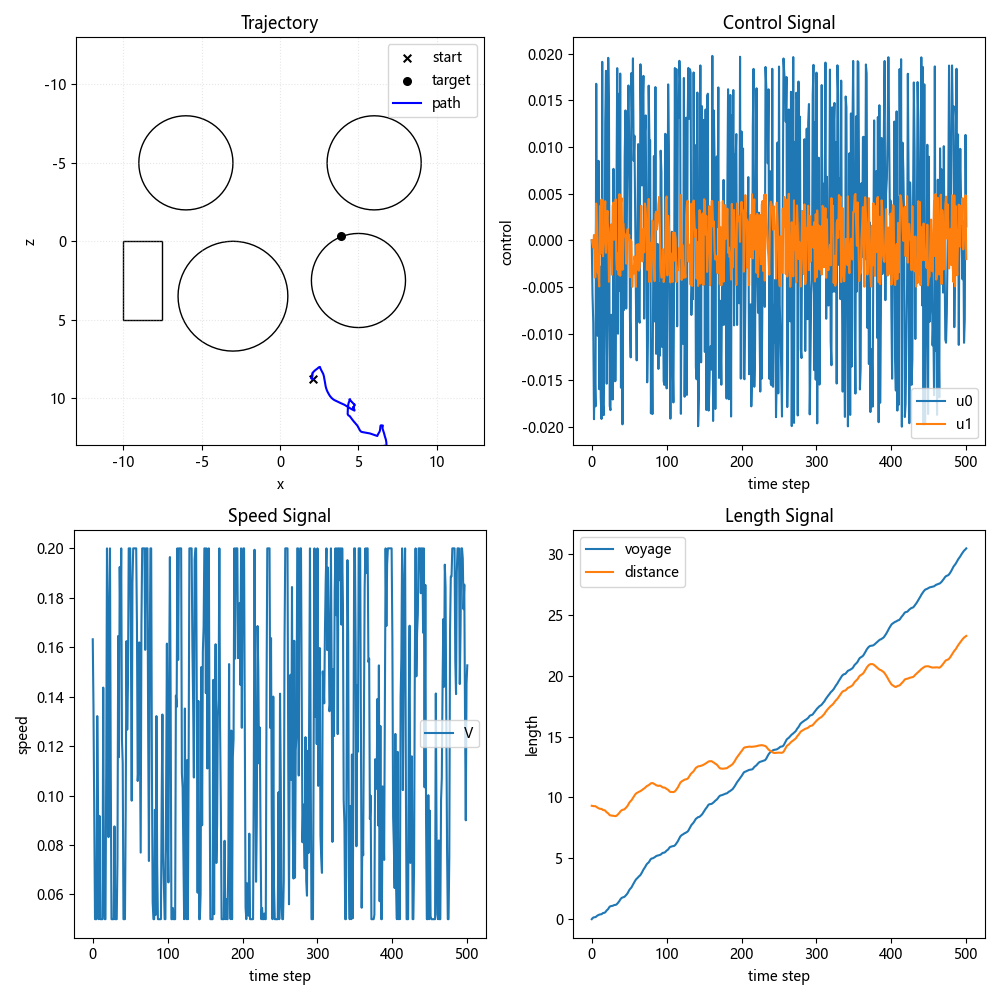 Trajectory
start
target
path
-10
-5
0
5
10
z
-10
-5
0
5
10
x
Control Signal
0.020
0.015
0.010
0.005
0.000
-0.005
-0.010
-0.015
-0.020
control
u0
u1
0
100
200
300
400
500
time step
Speed Signal
0.20
0.18
0.16
0.14
0.12
0.10
0.08
0.06
speed
V
0
100
200
300
400
500
time step
Length Signal
voyage
distance
30
25
20
15
10
5
0
length
0
100
200
300
400
500
time step